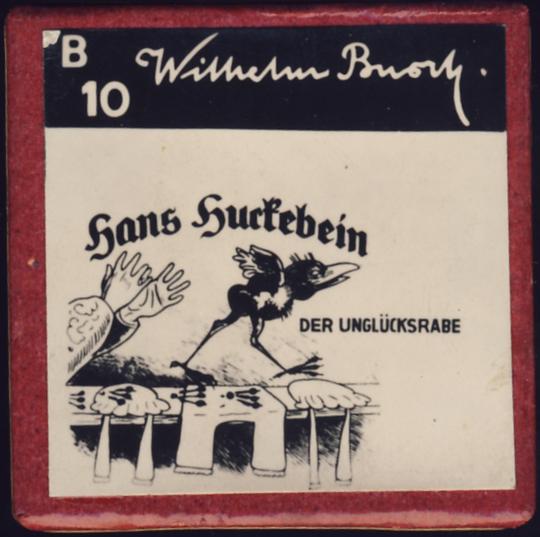 B
10
Wilhelm Busch.
Hans Huckebein
DER UNGLÜCKSRABE